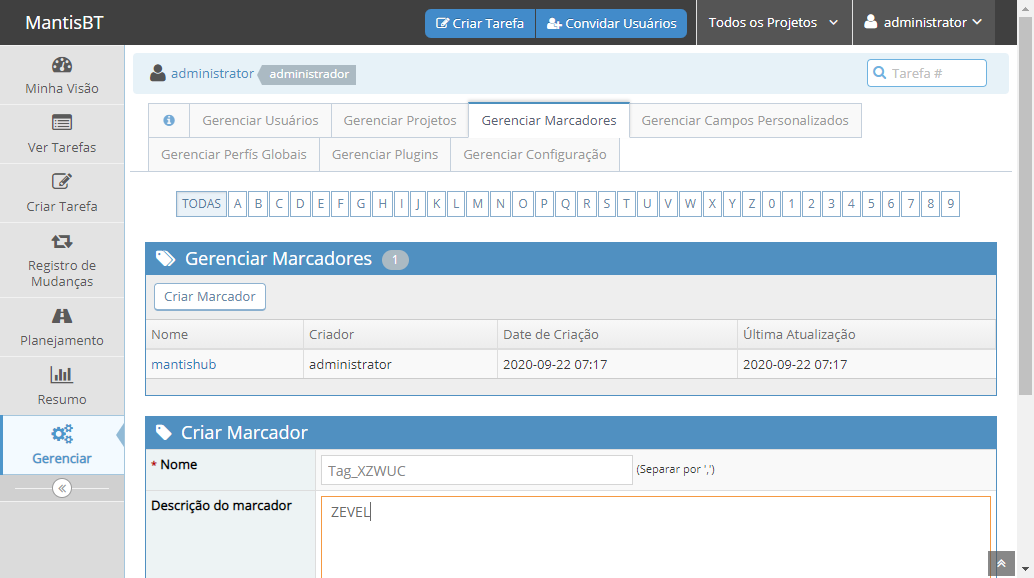 MantisBT
Criar Tarefa
Convidar Usuários
Todos os Projetos
administrator
Minha Visão
Ver Tarefas
Criar Tarefa
Registro de
Mudanças
Planejamento
Resumo
Gerenciar
administrator administrador
Tarefa #
Gerenciar Usuários Gerenciar Projetos Gerenciar Marcadores Gerenciar Campos Personalizados
Gerenciar Perfís Globais Gerenciar Plugins Gerenciar Configuração
TODAS A B C D E F G H I J K L M N O P Q R S T U V W X Y Z 0 1 2 3 4 5 6 7 8 9
Gerenciar Marcadores 1
Criar Marcador
Nome Criador Date de Criação Última Atualização
mantishub administrator 2020-09-22 07:17 2020-09-22 07:17
Criar Marcador
* Nome Tag_XZWUC (Separar por ',')
Descrição do marcador ZEVEL